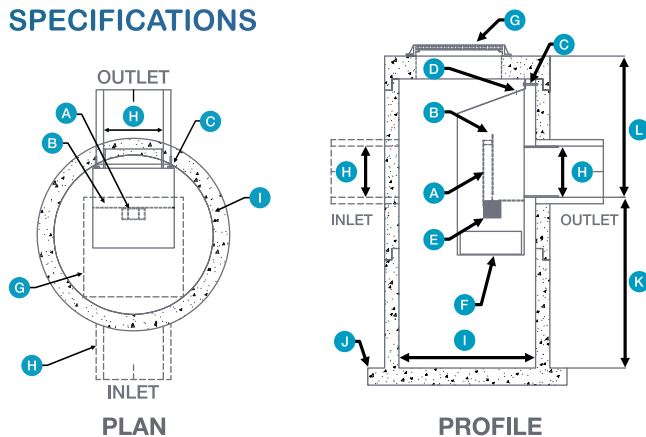 SPECIFICATIONS
OUTLET
A
H
B
C
I
G
H
INLET
PLAN
G
C
D
B
L
H
A
H
INLET
OUTLET
E
K
F
I
J
PROFILE